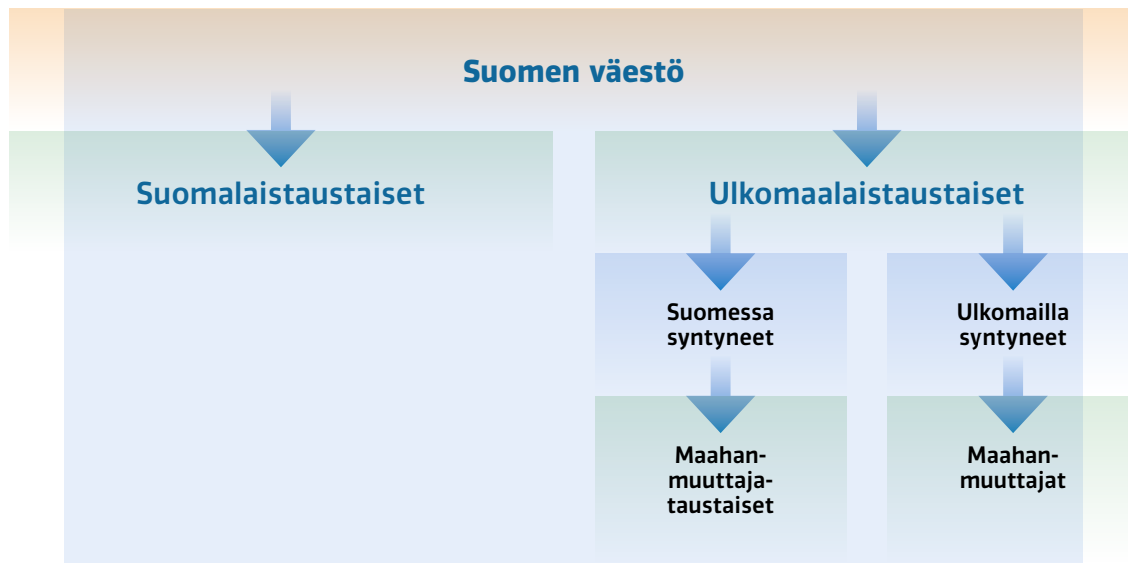 Suomen väestö
Suomalaistaustaiset
Ulkomaalaistaustaiset
Suomessa
syntyneet
Ulkomailla
syntyneet
Maahan-
muuttaja-
taustaiset
Maahan-
muuttajat